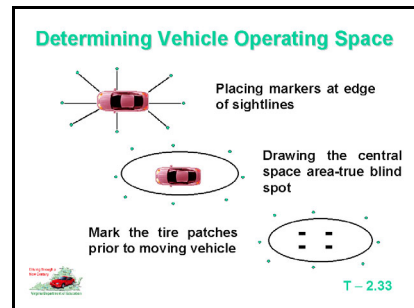 Determining Vehicle Operating Space
Placing markers at edge
of sightlines
Drawing the central
space area-true blind
spot
Mark the tire patches
prior to moving vehicle
T – 2.33